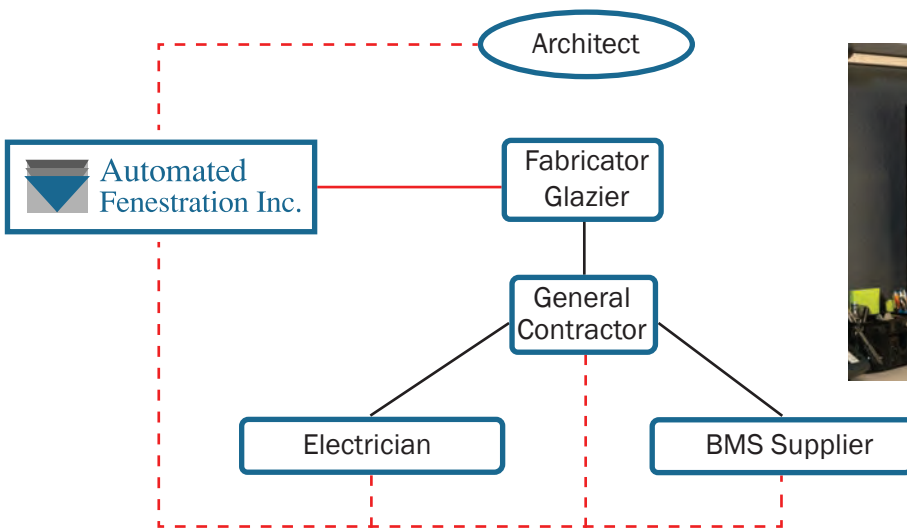 Architect
Automated
Fenestration Inc.
Fabricator
Glazier
General
Contractor
Electrician
BMS Supplier